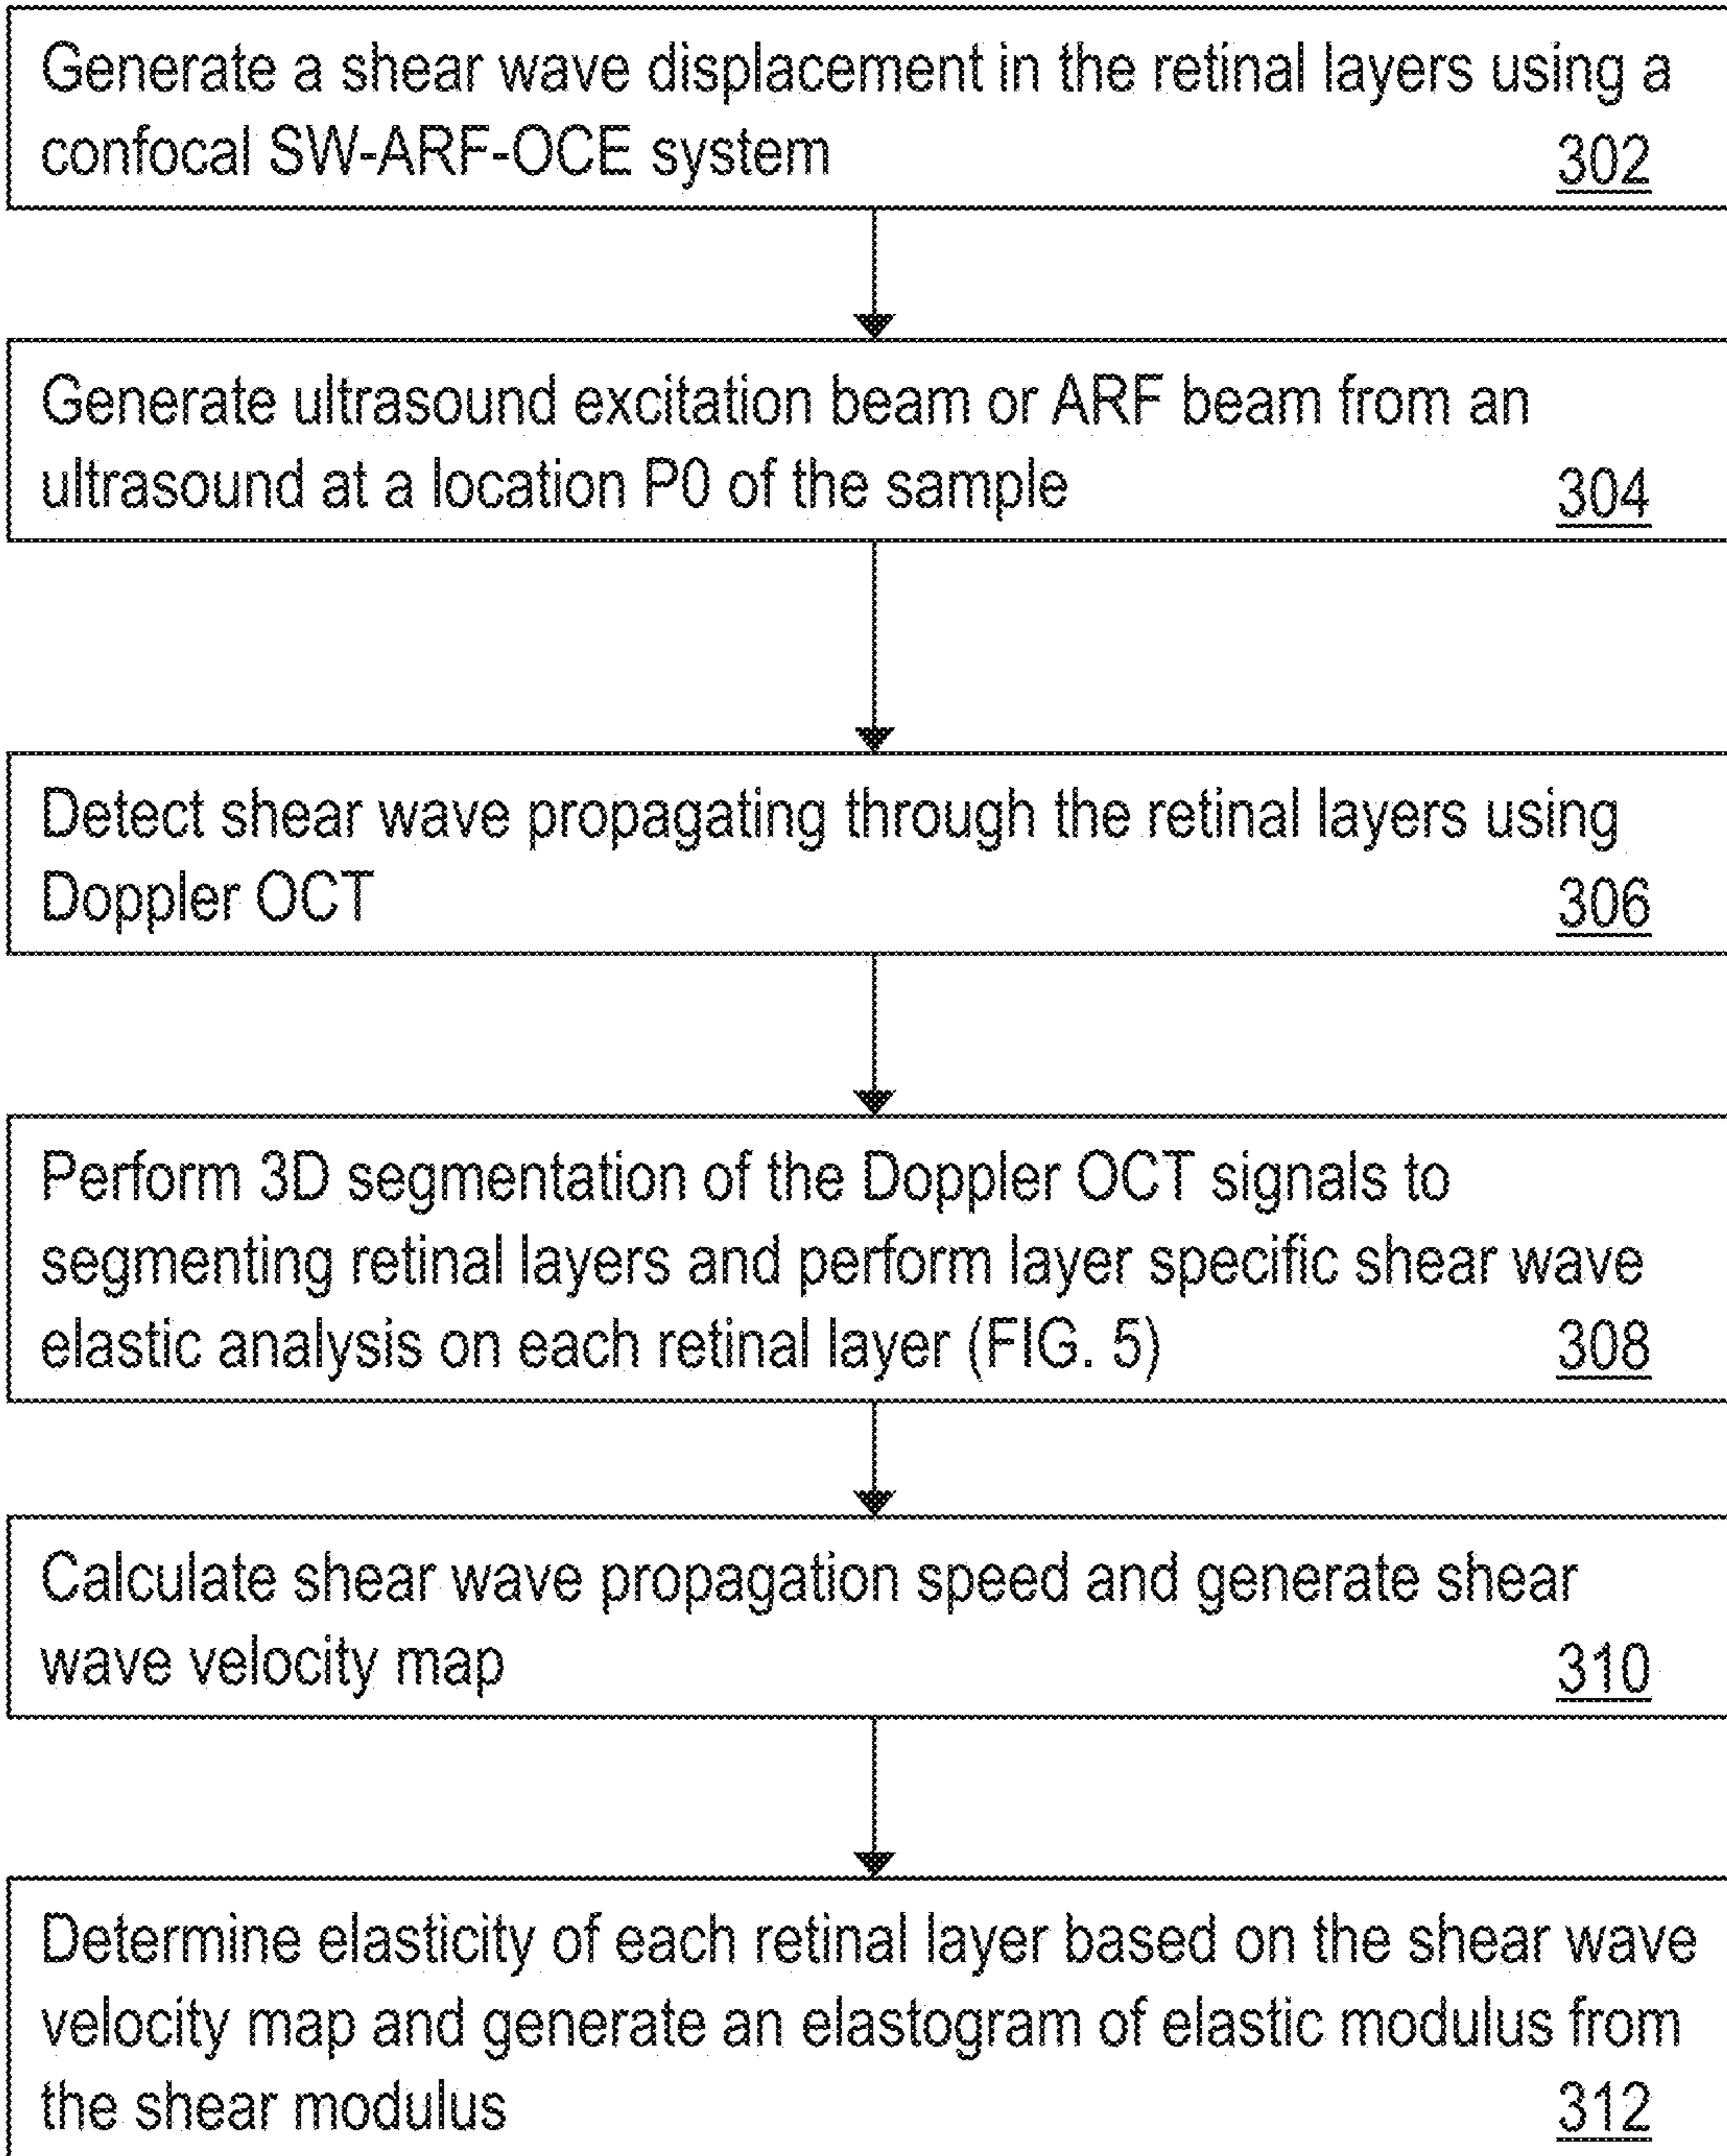 Generate a shear wave displacement in the retinal layers using a
confocal SW-ARF-OCE system 302
Generate ultrasound excitation beam or ARF beam from an
ultrasound at a location P0 of the sample 304
Detect shear wave propagating through the retinal layers using
Doppler OCT 306
Perform 3D segmentation of the Doppler OCT signals to
segmenting retinal layers and perform layer specific shear wave
elastic analysis on each retinal layer (FIG. 5) 308
Calculate shear wave propagation speed and generate shear
wave velocity map 310
Determine elasticity of each retinal layer based on the shear wave
velocity map and generate an elastogram of elastic modulus from
the shear modulus 312